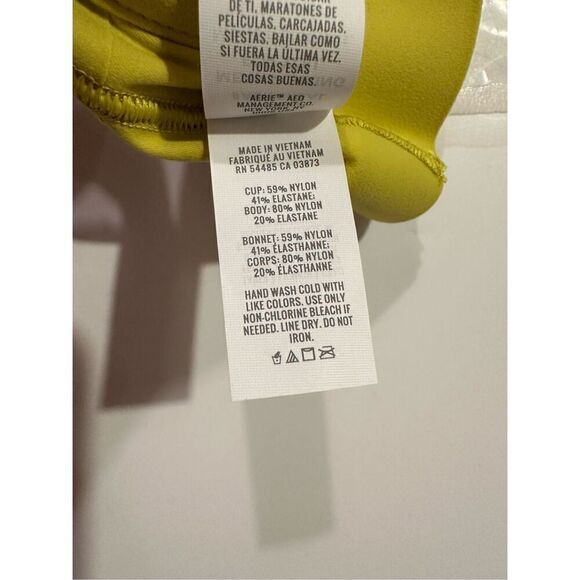 DE TI. MARATONES DE
PELÍCULAS, CARCAJADAS,
SIESTAS, BAILAR COMO
SI FUERA LA ÚLTIMA VEZ.
TODAS ESAS
COSAS BUENAS.
AERIE™ AEO
MANAGEMENT CO.
NEW YORK, NY
MADE IN VIETNAM
FABRIQUÉ AU VIETNAM
RN 54485 CA 03873
CUP: 59% NYLON
41% ELASTANE;
BODY: 80% NYLON
20% ELASTANE
BONNET: 59% NYLON
41% ÉLASTHANNE;
CORPS: 80% NYLON
20% ÉLASTHANNE
HAND WASH COLD WITH
LIKE COLORS. USE ONLY
NON-CHLORINE BLEACH IF
NEEDED. LINE DRY. DO NOT
IRON.